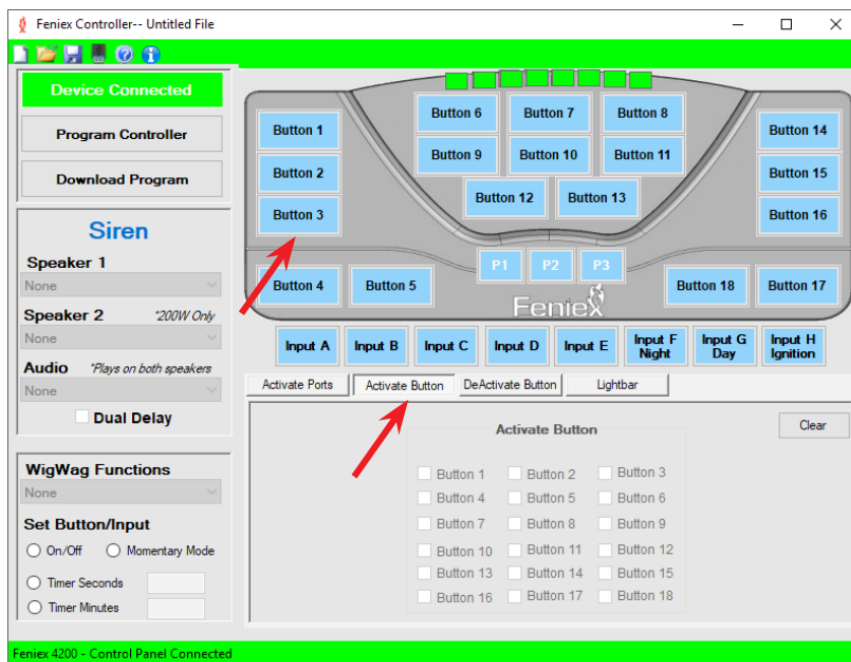 Feniex Controller-- Untitled File
Device Connected
Program Controller
Download Program
Siren
Speaker 1
None
Speaker 2 *200W Only
None
Audio *Plays on both speakers
None
Dual Delay
WigWag Functions
None
Set Button/Input
On/Off Momentary Mode
Timer Seconds
Timer Minutes
Button 6 Button 7 Button 8
Button 1 Button 14
Button 9 Button 10 Button 11
Button 2 Button 15
Button 12 Button 13
Button 3 Button 16
P1 P2 P3
Button 4 Button 5 Button 18 Button 17
Feniex
Input A Input B Input C Input D Input E Input F Night Input G Day Input H Ignition
Activate Ports Activate Button DeActivate Button Lightbar
Activate Button Clear
Button 1 Button 2 Button 3
Button 4 Button 5 Button 6
Button 7 Button 8 Button 9
Button 10 Button 11 Button 12
Button 13 Button 14 Button 15
Button 16 Button 17 Button 18
Feniex 4200 - Control Panel Connected